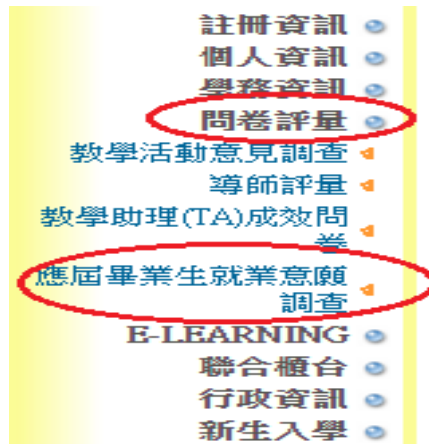 註冊資訊
個人資訊
學務資訊
問卷評量
教學活動意見調查
導師評量
教學助理(TA)成效問
卷
應屆畢業生就業意願
調查
E-LEARNING
聯合櫃台
行政資訊
新生入學